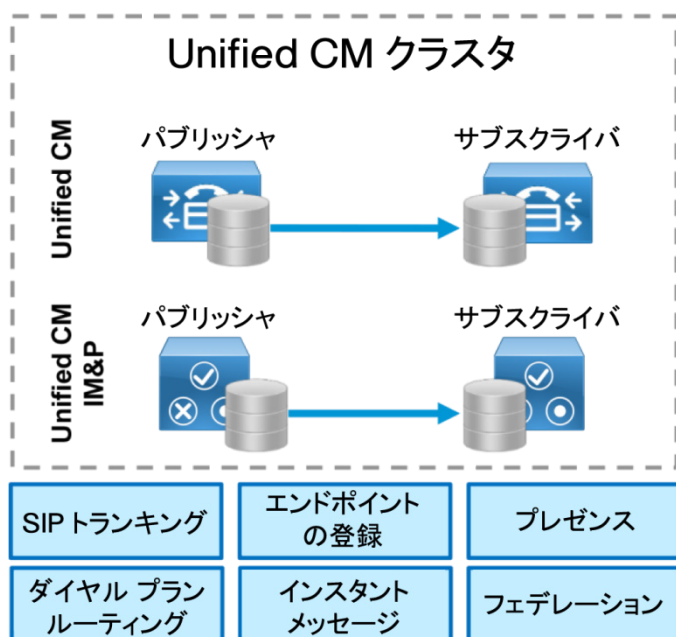 Unified CM クラスタ
Unified CM
パブリッシャ
サブスクライバ
Unified CM
IM&P
パブリッシャ
サブスクライバ
SIP トランキング
エンドポイント
の登録
プレゼンス
ダイヤル プラン
ルーティング
インスタント
メッセージ
フェデレーション